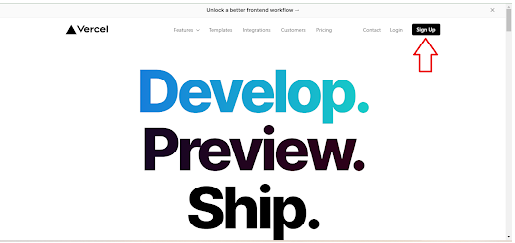 Unlock a better frontend workflow →
Vercel
Features Templates Integrations Customers Pricing Contact Login Sign Up
Develop.
Preview.
Ship.